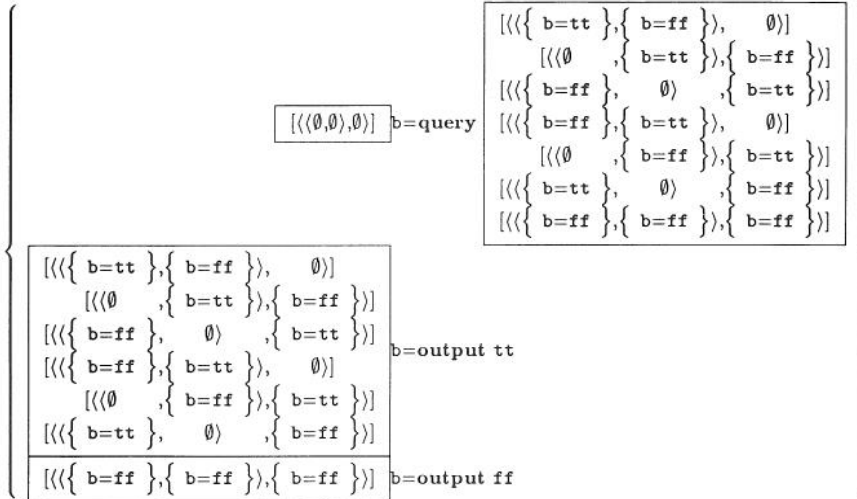 [⟨⟨{ b=tt },{ b=ff }⟩, ∅⟩]
[⟨⟨∅ ,{ b=tt }⟩,{ b=ff }⟩]
[⟨⟨{ b=ff }, ∅⟩ ,{ b=tt }⟩]
[⟨⟨∅,∅⟩,∅⟩] b=query [⟨⟨{ b=ff },{ b=tt }⟩, ∅⟩]
[⟨⟨∅ ,{ b=ff }⟩,{ b=tt }⟩]
[⟨⟨{ b=tt }, ∅⟩ ,{ b=ff }⟩]
[⟨⟨{ b=ff },{ b=ff }⟩,{ b=ff }⟩]
[⟨⟨{ b=tt },{ b=ff }⟩, ∅⟩]
[⟨⟨∅ ,{ b=tt }⟩,{ b=ff }⟩]
[⟨⟨{ b=ff }, ∅⟩ ,{ b=tt }⟩] b=output tt
[⟨⟨{ b=ff },{ b=tt }⟩, ∅⟩]
[⟨⟨∅ ,{ b=ff }⟩,{ b=tt }⟩]
[⟨⟨{ b=tt }, ∅⟩ ,{ b=ff }⟩]
[⟨⟨{ b=ff },{ b=ff }⟩,{ b=ff }⟩] b=output ff